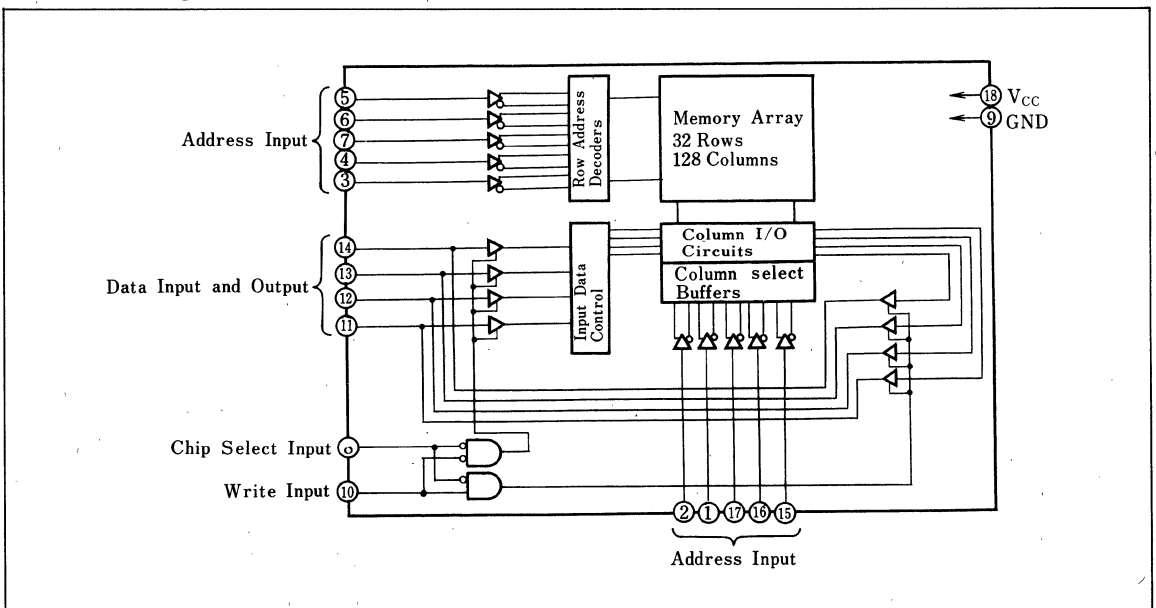 Address Input
5
6
7
4
3
Row Address
Decoders
Memory Array
32 Rows
128 Columns
18 VCC
9 GND
Data Input and Output
14
13
12
11
Input Data
Control
Column I/O
Circuits
Column select
Buffers
Chip Select Input
Write Input
10
2 1 17 16 15
Address Input